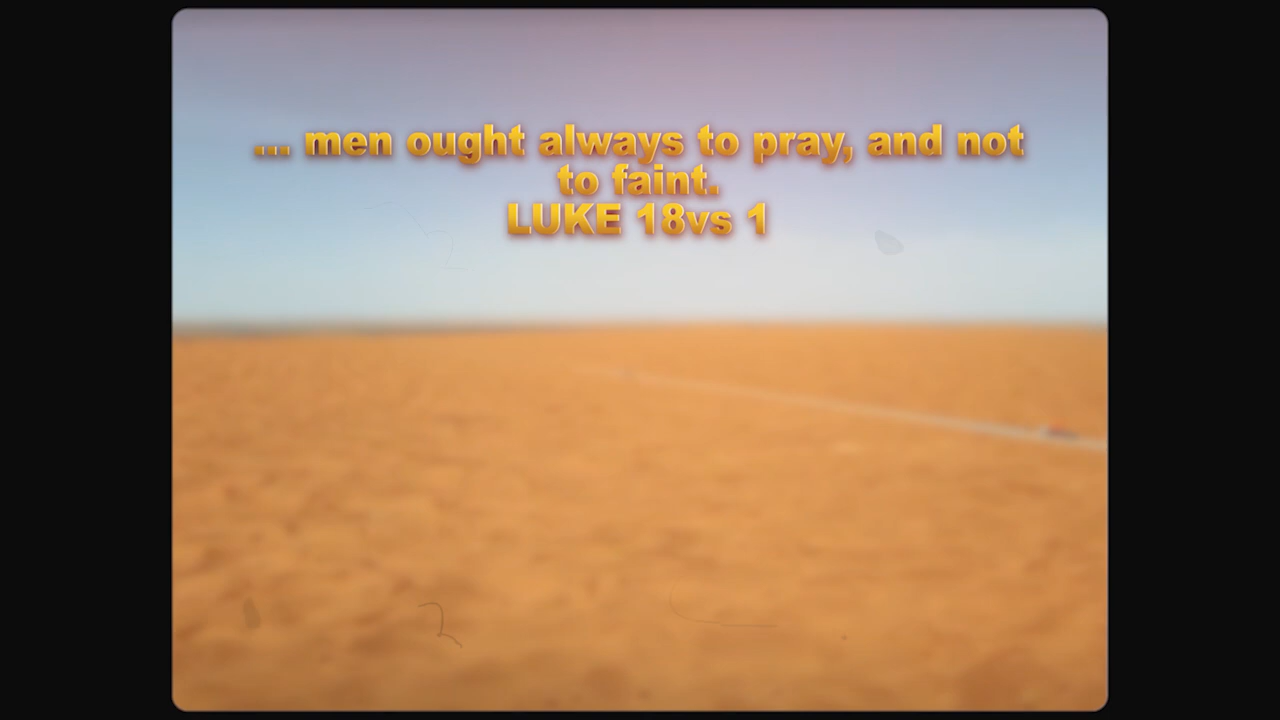 ... men ought always to pray, and not
to faint.
LUKE 18vs 1